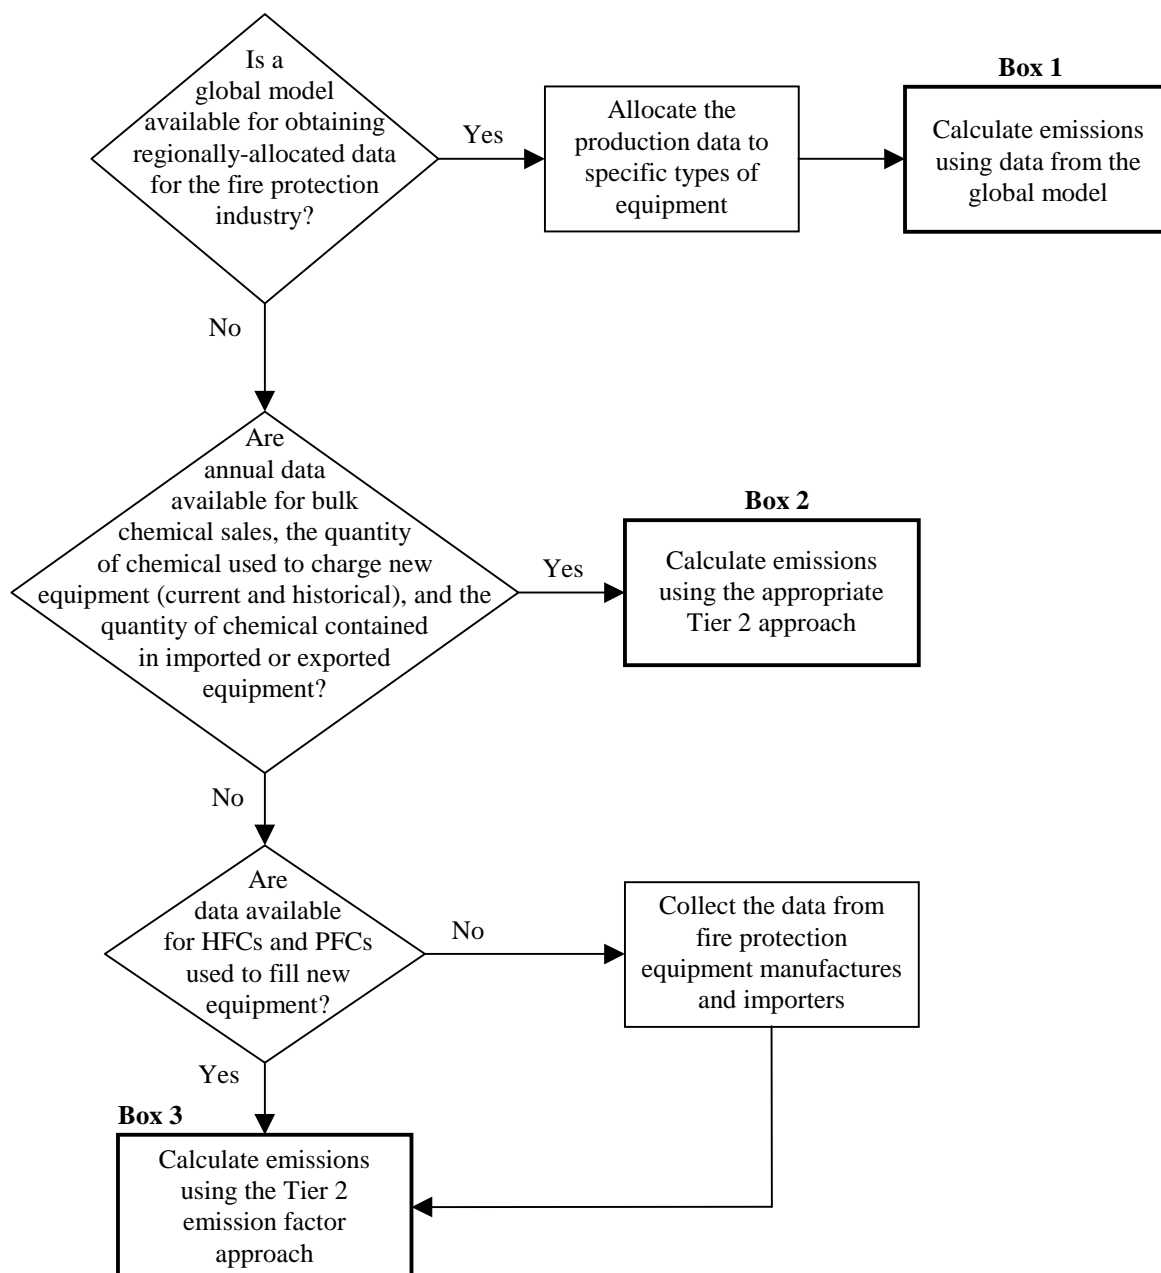 Is a
global model
available for obtaining
regionally-allocated data
for the fire protection
industry?
Yes
Allocate the
production data to
specific types of
equipment
Box 1
Calculate emissions
using data from the
global model
No
Are
annual data
available for bulk
chemical sales, the quantity
of chemical used to charge new
equipment (current and historical), and the
quantity of chemical contained
in imported or exported
equipment?
Yes
Box 2
Calculate emissions
using the appropriate
Tier 2 approach
No
Are
data available
for HFCs and PFCs
used to fill new
equipment?
No
Collect the data from
fire protection
equipment manufactures
and importers
Yes
Box 3
Calculate emissions
using the Tier 2
emission factor
approach